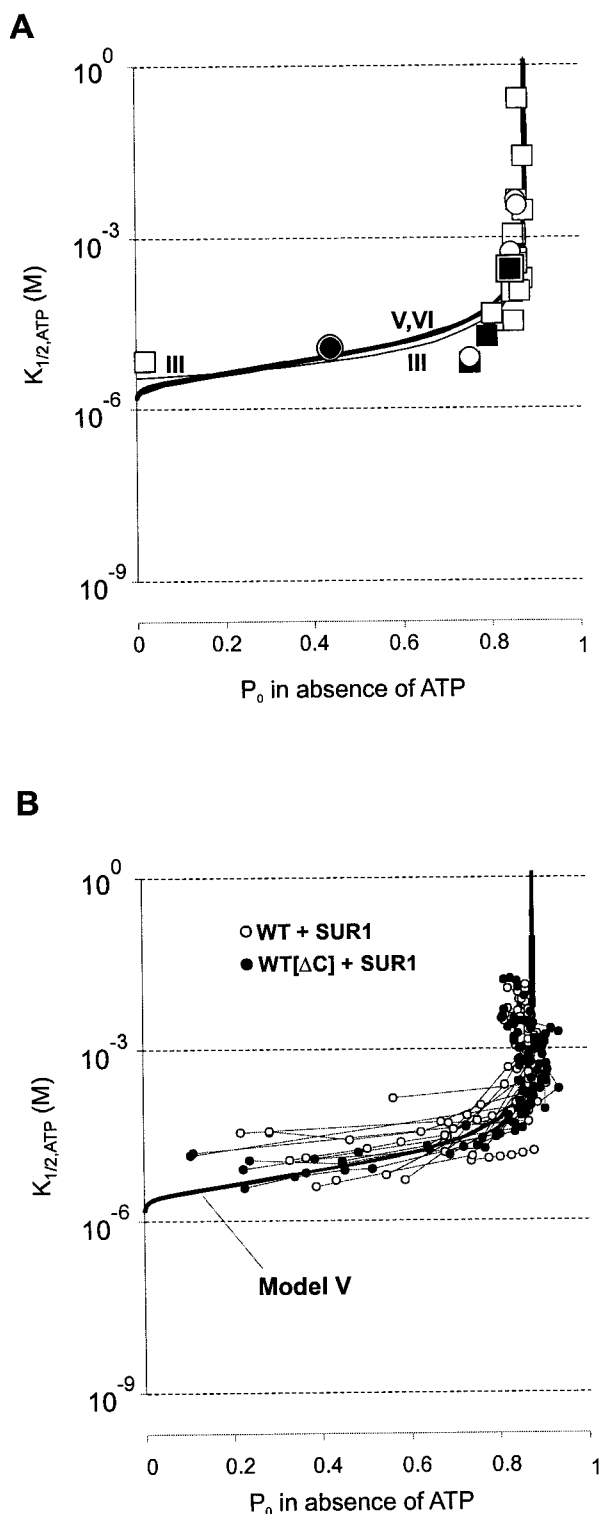 A
10^0
10^-3
10^-6
10^-9
K1/2,ATP (M)
V,VI
III
III
0 0.2 0.4 0.6 0.8 1
P0 in absence of ATP
B
10^0
10^-3
10^-6
10^-9
K1/2,ATP (M)
WT + SUR1
WT[ΔC] + SUR1
Model V
0 0.2 0.4 0.6 0.8 1
P0 in absence of ATP